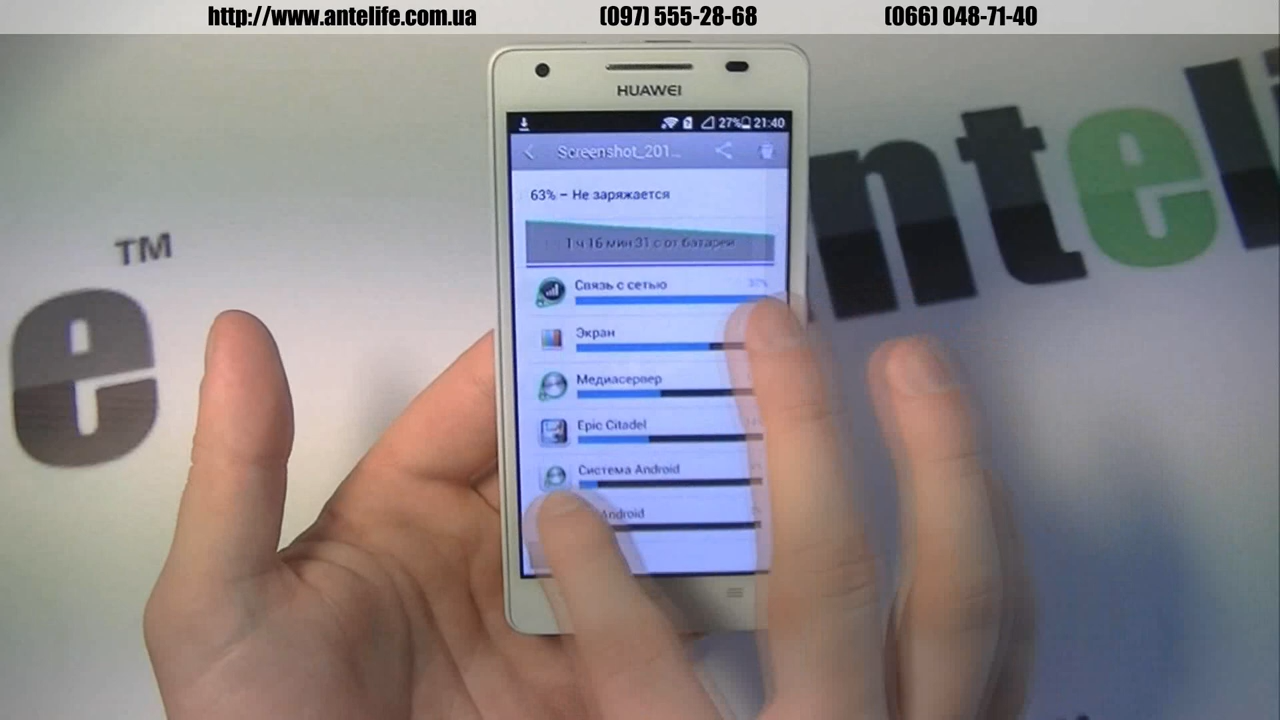 http://www.antelife.com.ua (097) 555-28-68 (066) 048-71-40
HUAWEI
27% 21:40
Screenshot_201...
63% – Не заряжается
1 ч 16 мин 31 с от батареи
Связь с сетью
Экран
Медиасервер
Epic Citadel
Система Android
Android
TM
e
anteli